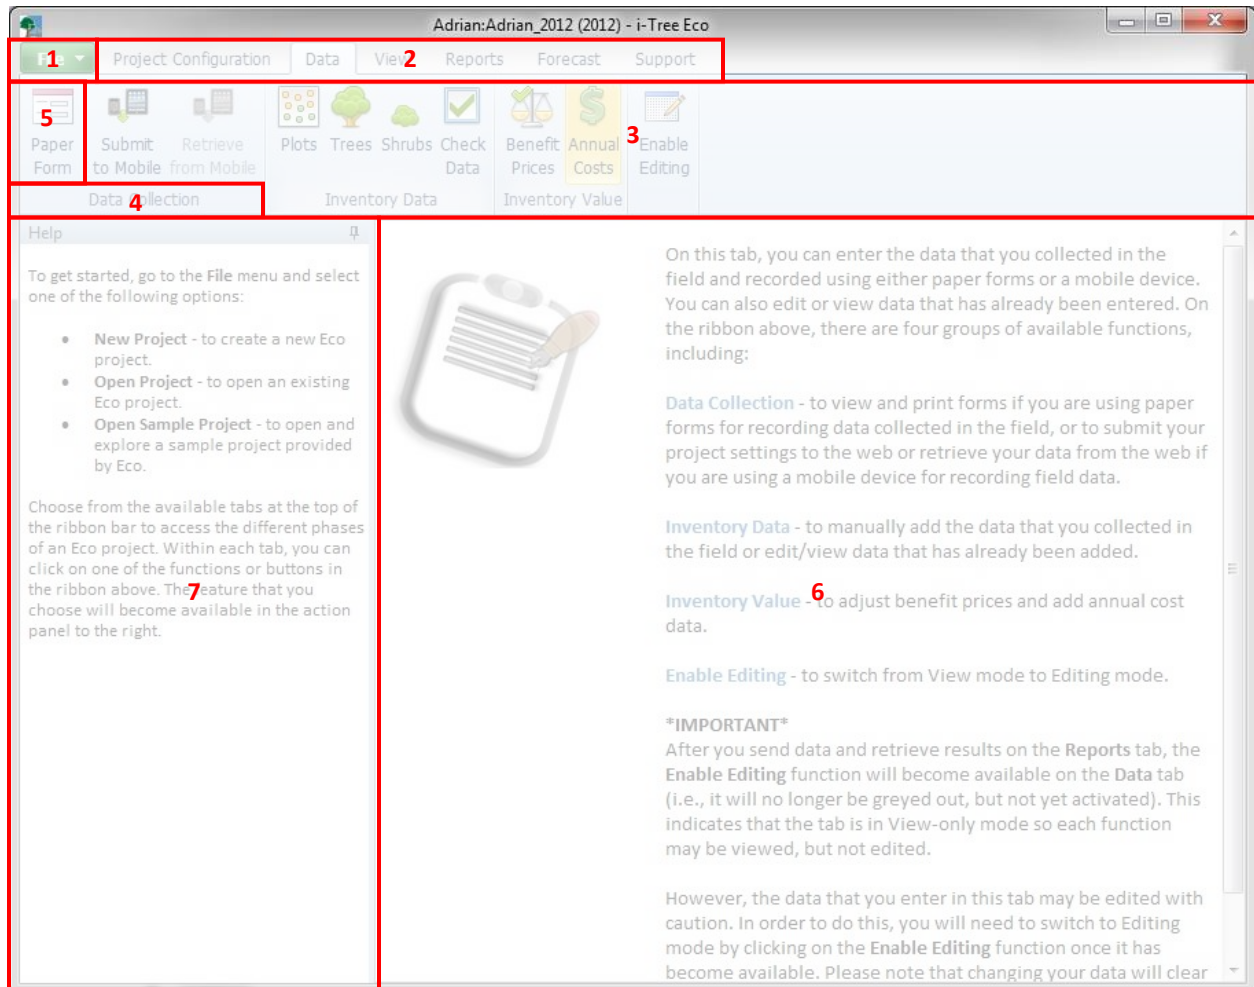 Adrian:Adrian_2012 (2012) - i-Tree Eco
File 1 Project Configuration Data View 2 Reports Forecast Support
5 3
Paper Submit Retrieve Plots Trees Shrubs Check Benefit Annual Enable
Form to Mobile from Mobile Data Prices Costs Editing
Data Collection 4 Inventory Data Inventory Value
Help
To get started, go to the File menu and select
one of the following options:
• New Project - to create a new Eco
project.
• Open Project - to open an existing
Eco project.
• Open Sample Project - to open and
explore a sample project provided
by Eco.
Choose from the available tabs at the top of
the ribbon bar to access the different phases
of an Eco project. Within each tab, you can
click on one of the functions or buttons in
the ribbon above. The feature that you
7
choose will become available in the action
panel to the right.
On this tab, you can enter the data that you collected in the
field and recorded using either paper forms or a mobile device.
You can also edit or view data that has already been entered. On
the ribbon above, there are four groups of available functions,
including:
Data Collection - to view and print forms if you are using paper
forms for recording data collected in the field, or to submit your
project settings to the web or retrieve your data from the web if
you are using a mobile device for recording field data.
Inventory Data - to manually add the data that you collected in
the field or edit/view data that has already been added.
6
Inventory Value - to adjust benefit prices and add annual cost
data.
Enable Editing - to switch from View mode to Editing mode.
*IMPORTANT*
After you send data and retrieve results on the Reports tab, the
Enable Editing function will become available on the Data tab
(i.e., it will no longer be greyed out, but not yet activated). This
indicates that the tab is in View-only mode so each function
may be viewed, but not edited.
However, the data that you enter in this tab may be edited with
caution. In order to do this, you will need to switch to Editing
mode by clicking on the Enable Editing function once it has
become available. Please note that changing your data will clear